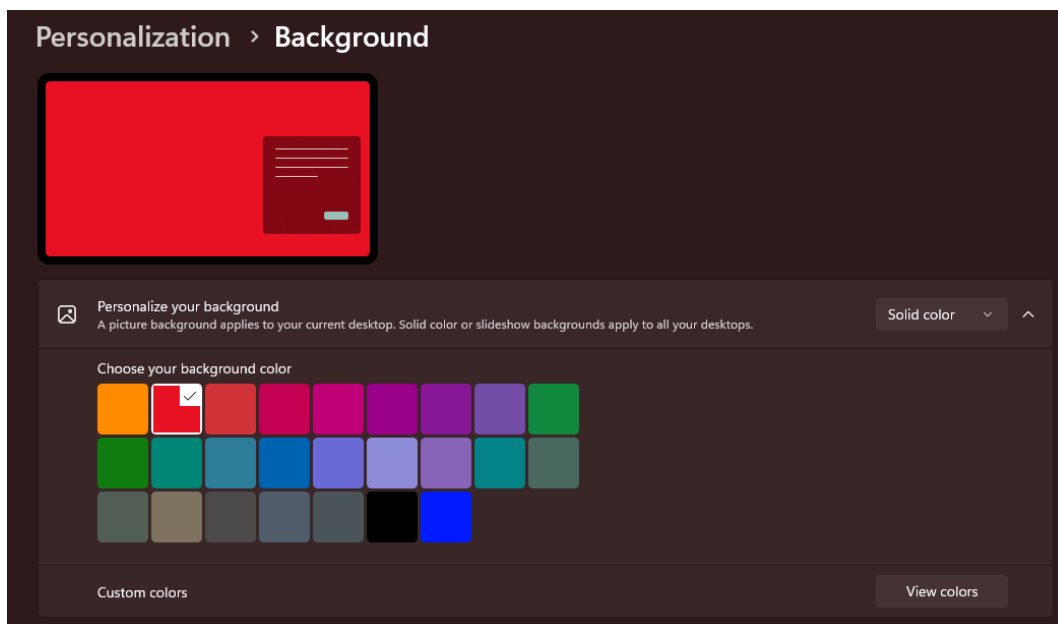 Personalization > Background
Personalize your background
A picture background applies to your current desktop. Solid color or slideshow backgrounds apply to all your desktops.
Solid color
Choose your background color
Custom colors
View colors